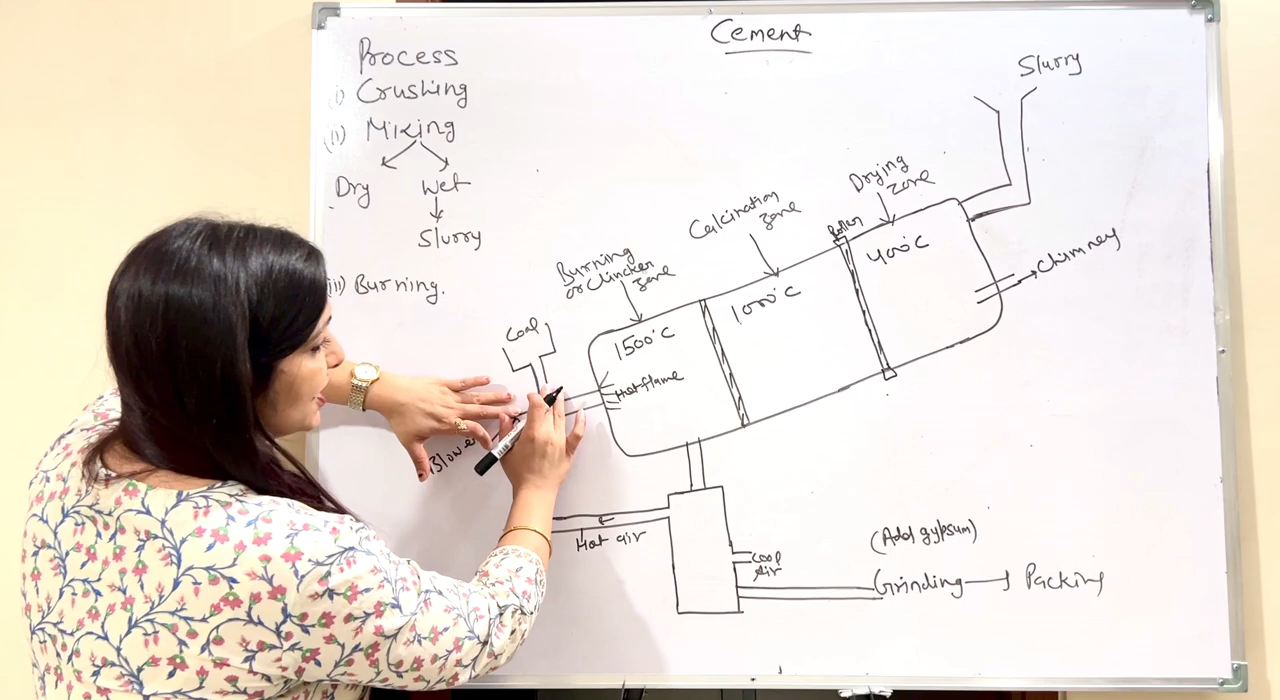 Cement
Process
(i) Crushing
(ii) Mixing
Dry Wet
Slurry
(iii) Burning.
Slurry
Drying
zone
Roller
400°C
Chimney
Calcination
zone
1000°C
Burning
or Clincker
zone
1500°C
Hot flame
Coal
Blower
Hot air
Cool
Air
(Add gypsum)
Grinding → Packing